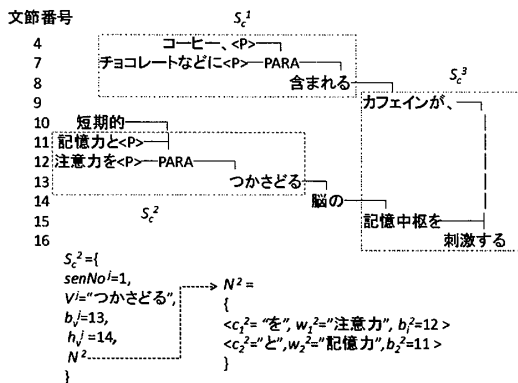 文節番号
S_c^1
4 コーヒー、<P>
7 チョコレートなどに<P>—PARA
8 含まれる
S_c^3
9 カフェインが、
10 短期的
11 記憶力と<P>
12 注意力を<P>—PARA
13 つかさどる
14 脳の
S_c^2
15 記憶中枢を
16 刺激する
S_c^2={
senNo^j=1,
V^j="つかさどる",
b_v^j=13,
h_v^j=14,
N^2
}
N^2=
{
<c_1^2= "を", w_1^2="注意力", b_i^2=12 >
<c_2^2="と",w_2^2="記憶力",b_2^2=11 >
}